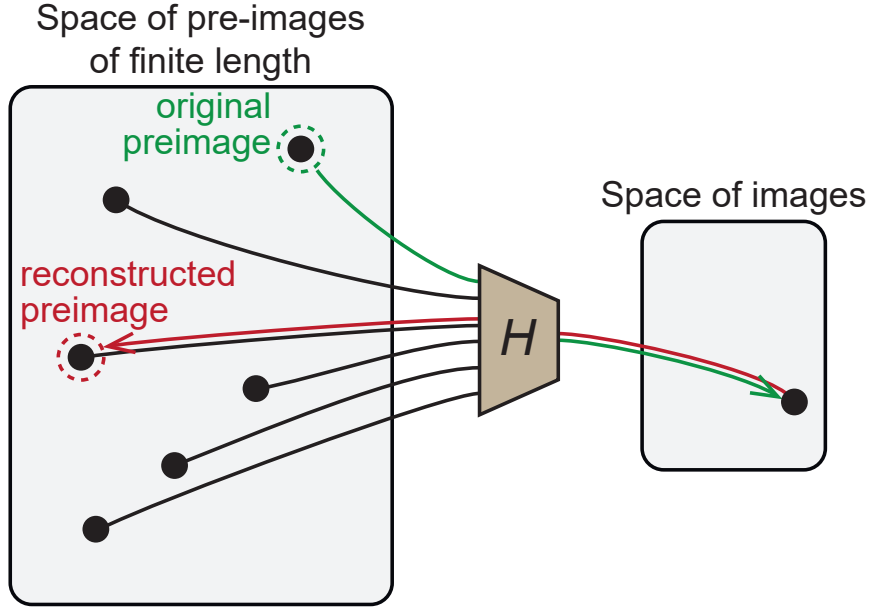 Space of pre-images
of finite length
original
preimage
Space of images
reconstructed
preimage
H